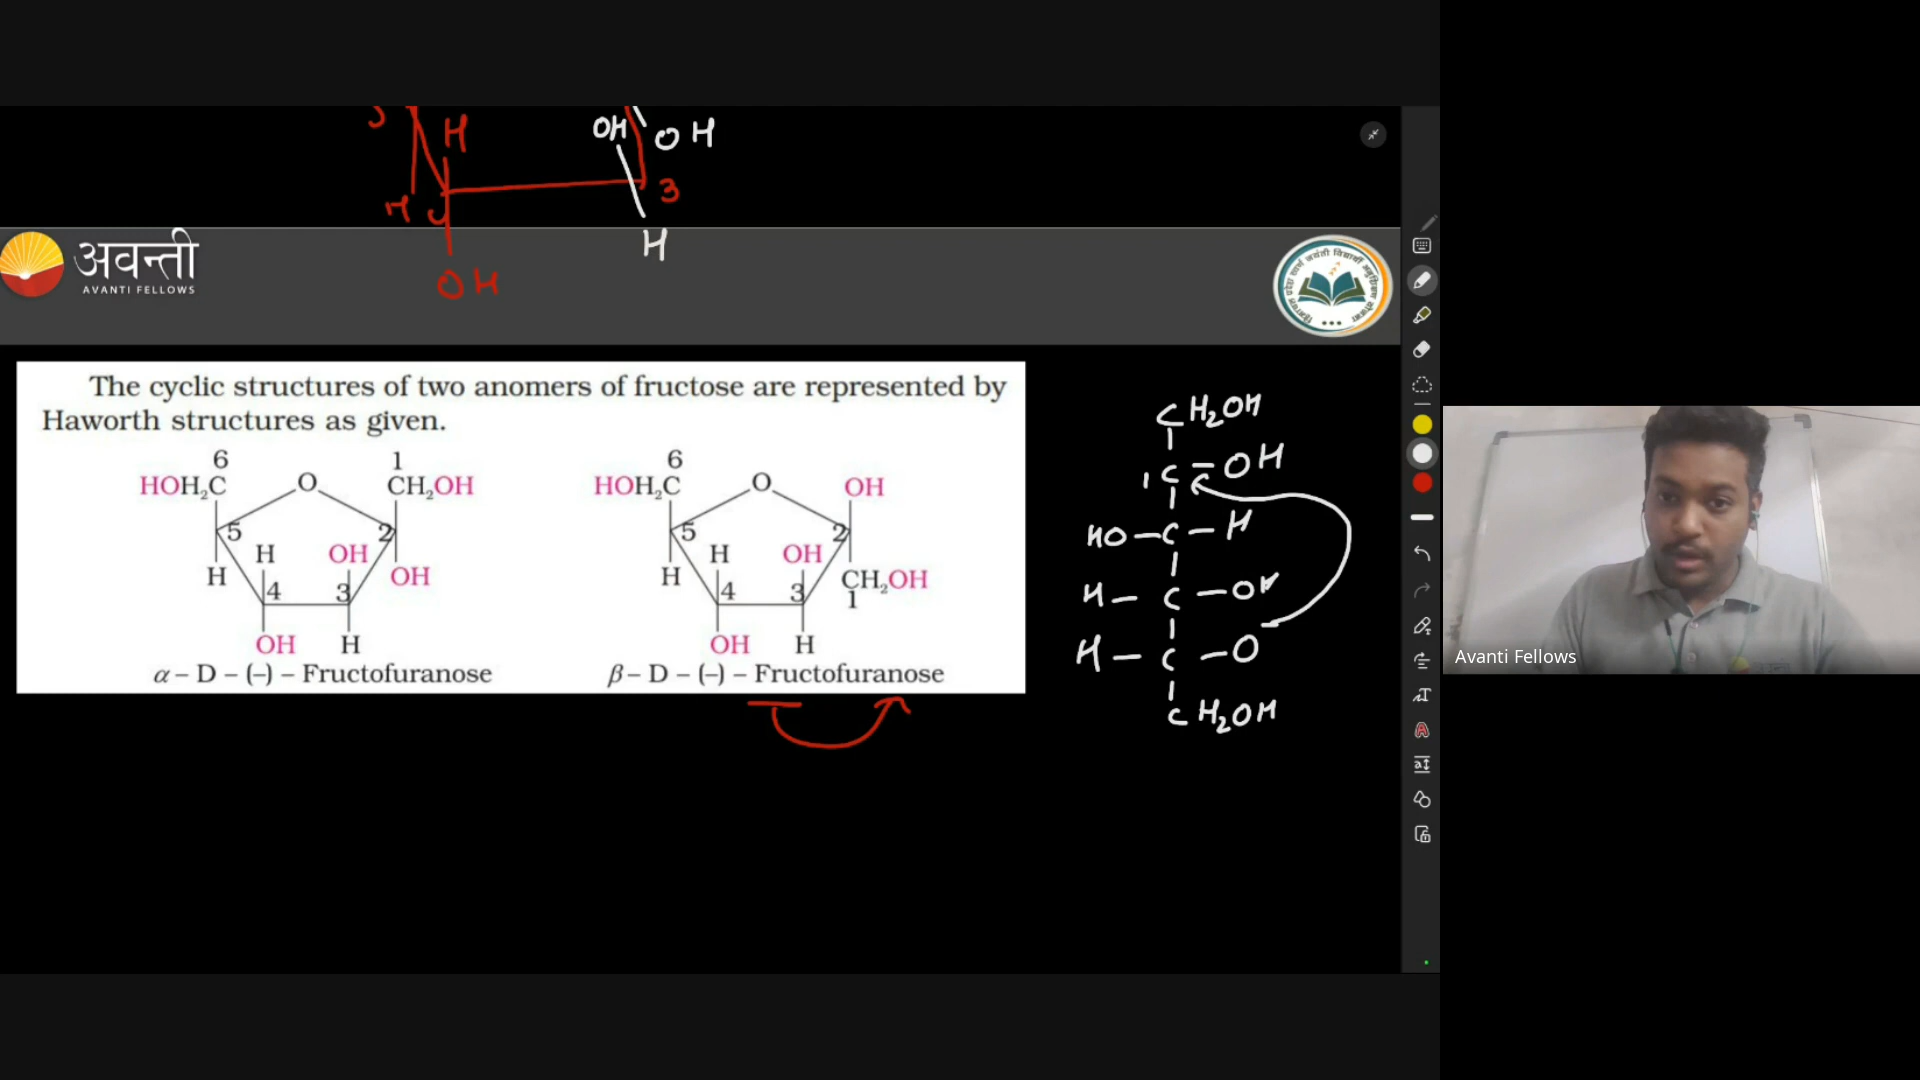 H
OH
OH
3
H
OH
अवन्ती
AVANTI FELLOWS
The cyclic structures of two anomers of fructose are represented by
Haworth structures as given.
6 1
HOH₂C O CH₂OH
5 2
H OH
H 4 3 OH
OH H
α – D – (–) – Fructofuranose
6
HOH₂C O OH
5 2
H OH
H 4 3 CH₂OH
1
OH H
β – D – (–) – Fructofuranose
CH₂OH
C = OH
HO – C – H
H – C – OH
H – C – O
CH₂OH
Avanti Fellows